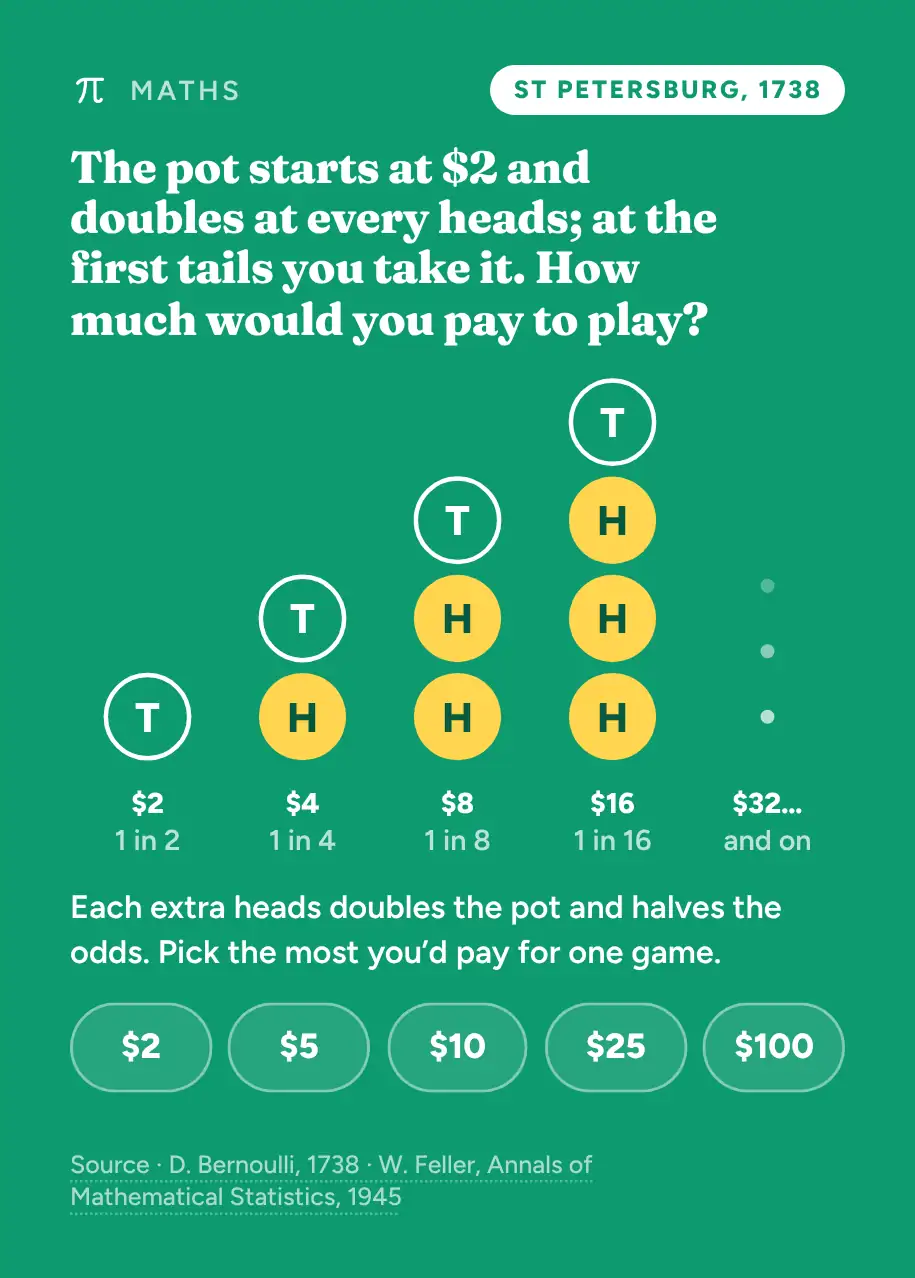 π MATHS
ST PETERSBURG, 1738
The pot starts at $2 and
doubles at every heads; at the
first tails you take it. How
much would you pay to play?
T
T H
T H H
T H H H
$2 $4 $8 $16 $32...
1 in 2 1 in 4 1 in 8 1 in 16 and on
Each extra heads doubles the pot and halves the
odds. Pick the most you’d pay for one game.
$2 $5 $10 $25 $100
Source · D. Bernoulli, 1738 · W. Feller, Annals of
Mathematical Statistics, 1945